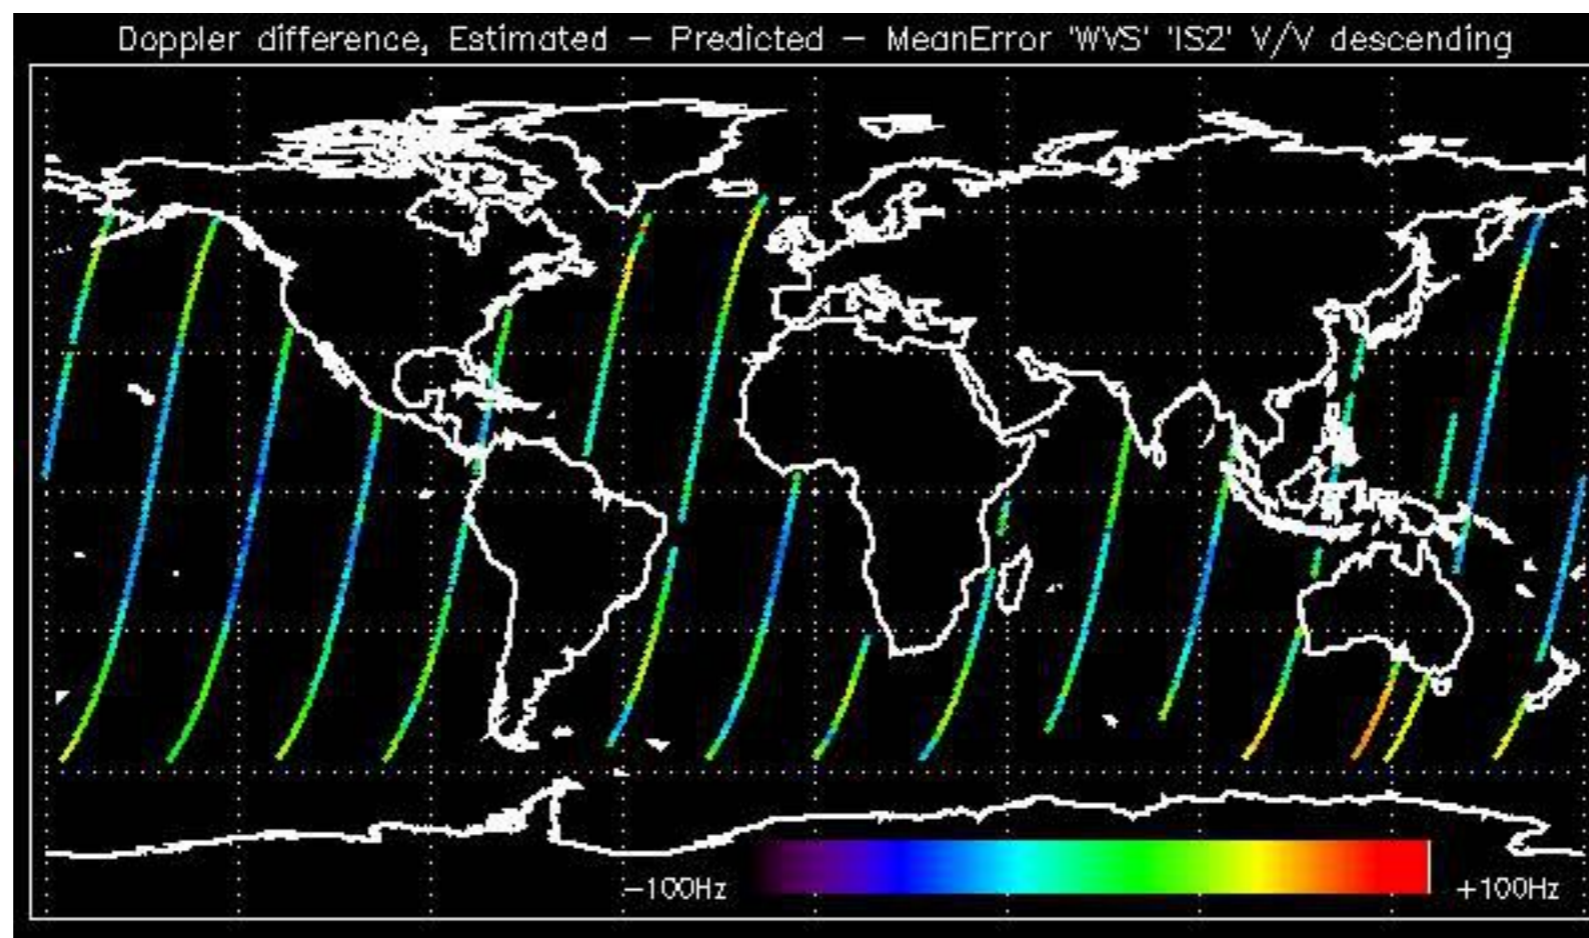 Doppler difference, Estimated – Predicted – MeanError 'WVS' 'IS2' V/V descending
–100Hz
+100Hz